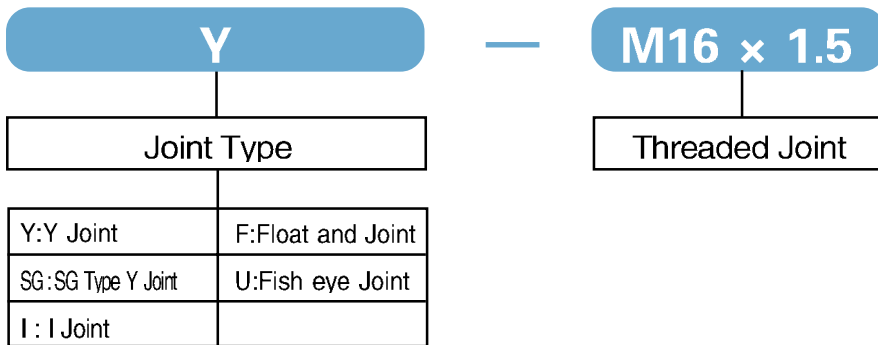 Y — M16 × 1.5
Joint Type
Threaded Joint
Y:Y Joint
F:Float and Joint
SG:SG Type Y Joint
U:Fish eye Joint
I : I Joint